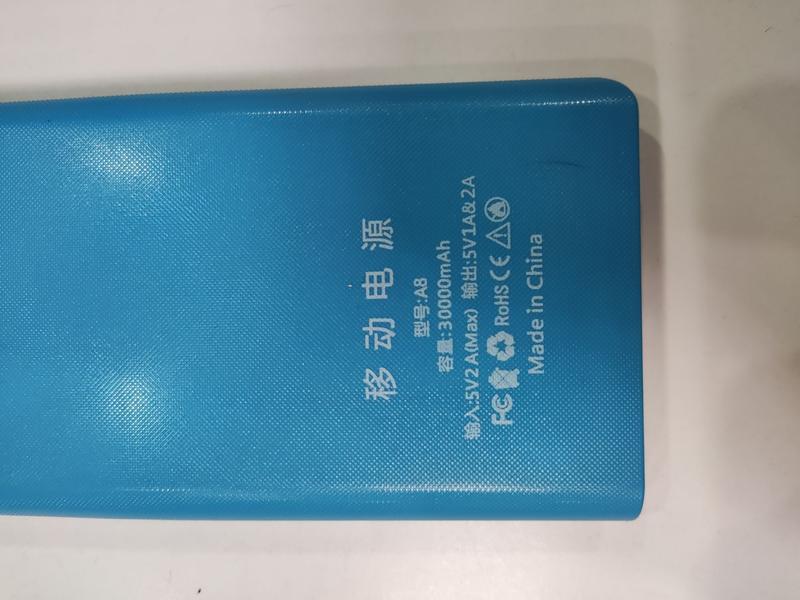 移动电源
型号:A8
容量:30000mAh
输入:5V2 A(Max) 输出:5V1A&2A
FC RoHS CE
Made in China